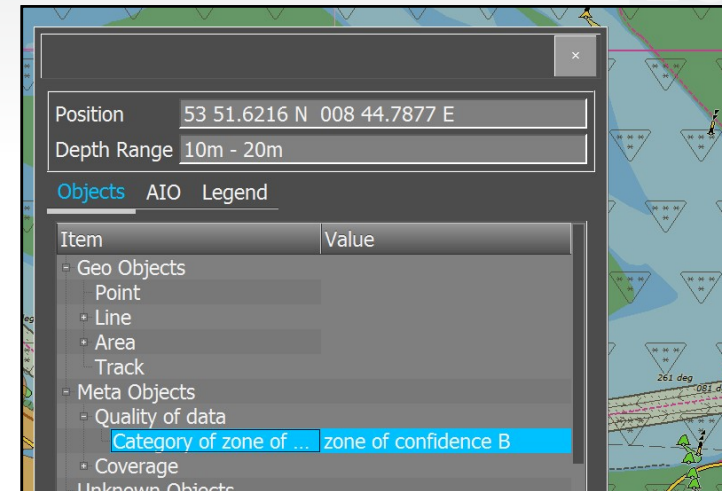 ×
Position 53 51.6216 N 008 44.7877 E
Depth Range 10m - 20m
Objects AIO Legend
Item Value
Geo Objects
Point
Line
Area
Track
Meta Objects
Quality of data
Category of zone of ... zone of confidence B
Coverage
Unknown Objects
261 deg
081 d
eg